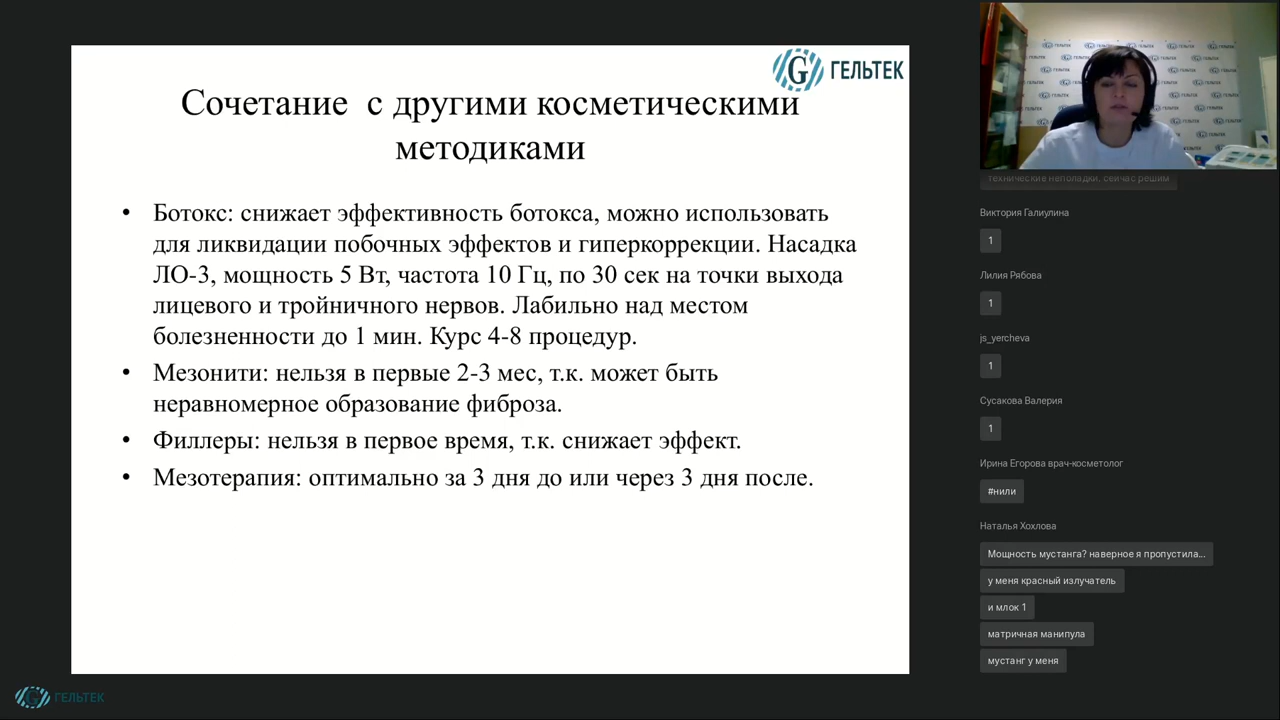 ГЕЛЬТЕК
Сочетание с другими косметическими
методиками
• Ботокс: снижает эффективность ботокса, можно использовать
для ликвидации побочных эффектов и гиперкоррекции. Насадка
ЛО-3, мощность 5 Вт, частота 10 Гц, по 30 сек на точки выхода
лицевого и тройничного нервов. Лабильно над местом
болезненности до 1 мин. Курс 4-8 процедур.
• Мезонити: нельзя в первые 2-3 мес, т.к. может быть
неравномерное образование фиброза.
• Филлеры: нельзя в первое время, т.к. снижает эффект.
• Мезотерапия: оптимально за 3 дня до или через 3 дня после.
ГЕЛЬТЕК
технические неполадки, сейчас решим
Виктория Галиулина
1
Лилия Рябова
1
js_yercheva
1
Сусакова Валерия
1
Ирина Егорова врач-косметолог
#нили
Наталья Хохлова
Мощность мустанга? наверное я пропустила...
у меня красный излучатель
и млок 1
матричная манипула
мустанг у меня